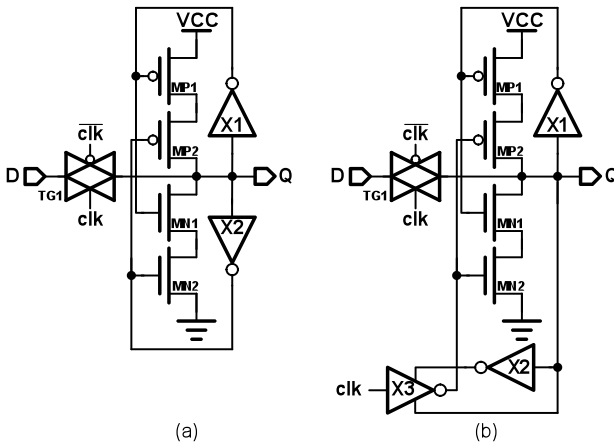 VCC
MP1
X1
clk
MP2
D
Q
TG1
clk
MN1
X2
MN2
(a)
VCC
MP1
X1
clk
MP2
D
Q
TG1
clk
MN1
MN2
X2
clk
X3
(b)